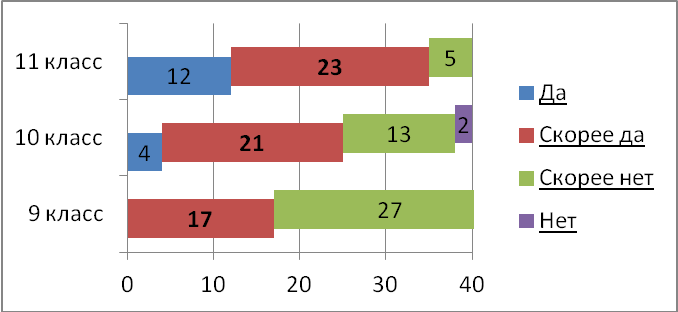 11 класс
12
23
5
10 класс
4
21
13
2
9 класс
17
27
0
10
20
30
40
Да
Скорее да
Скорее нет
Нет